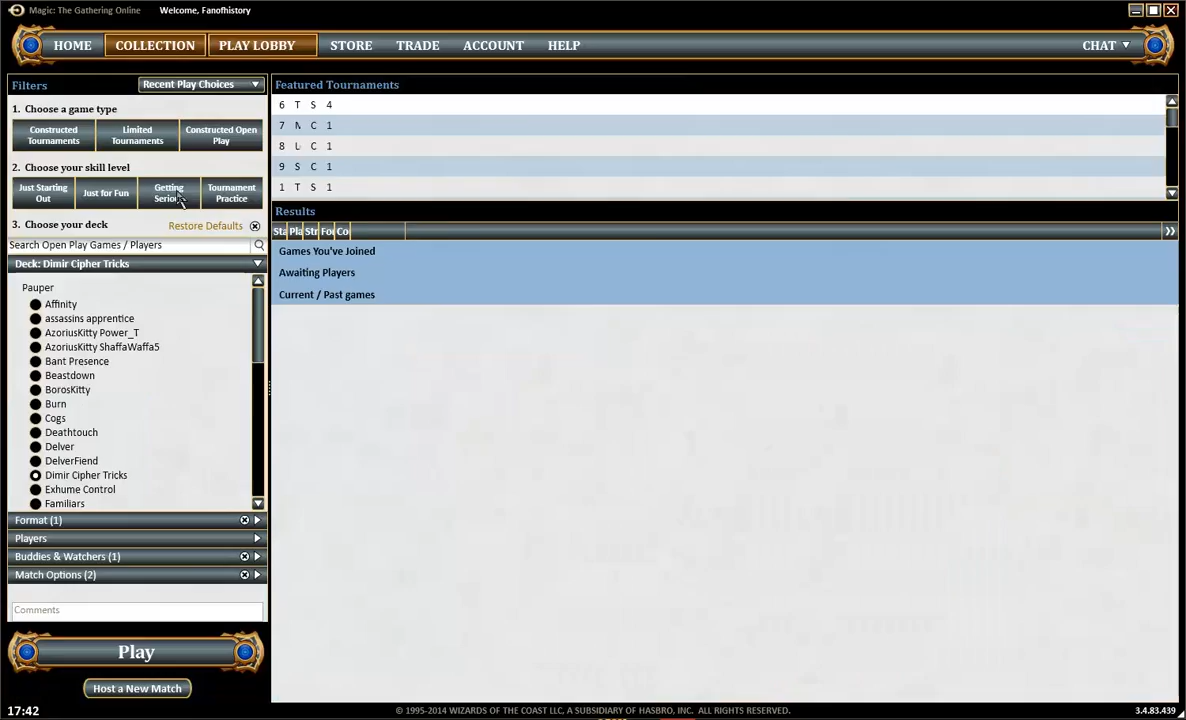 Magic: The Gathering Online Welcome, Fanofhistory
HOME COLLECTION PLAY LOBBY STORE TRADE ACCOUNT HELP CHAT
Filters Recent Play Choices
1. Choose a game type
Constructed Tournaments Limited Tournaments Constructed Open Play
2. Choose your skill level
Just Starting Out Just for Fun Getting Tournament Practice
3. Choose your deck Restore Defaults
Search Open Play Games / Players
Deck: Dimir Cipher Tricks
Pauper
Affinity
assassins apprentice
AzoriusKitty Power_T
AzoriusKitty ShaffaWaffa5
Bant Presence
Beastdown
BorosKitty
Burn
Cogs
Deathtouch
Delver
DelverFiend
Dimir Cipher Tricks
Exhume Control
Familiars
Format (1)
Players
Buddies & Watchers (1)
Match Options (2)
Comments
Play
Host a New Match
17:42
Featured Tournaments
6 T S 4
7 C 1
8 C 1
9 S C 1
1 T S 1
Results
Sta Pla Str For Co
Games You've Joined
Awaiting Players
Current / Past games
© 1995-2014 WIZARDS OF THE COAST LLC, A SUBSIDIARY OF HASBRO, INC. ALL RIGHTS RESERVED.
3.4.83.439